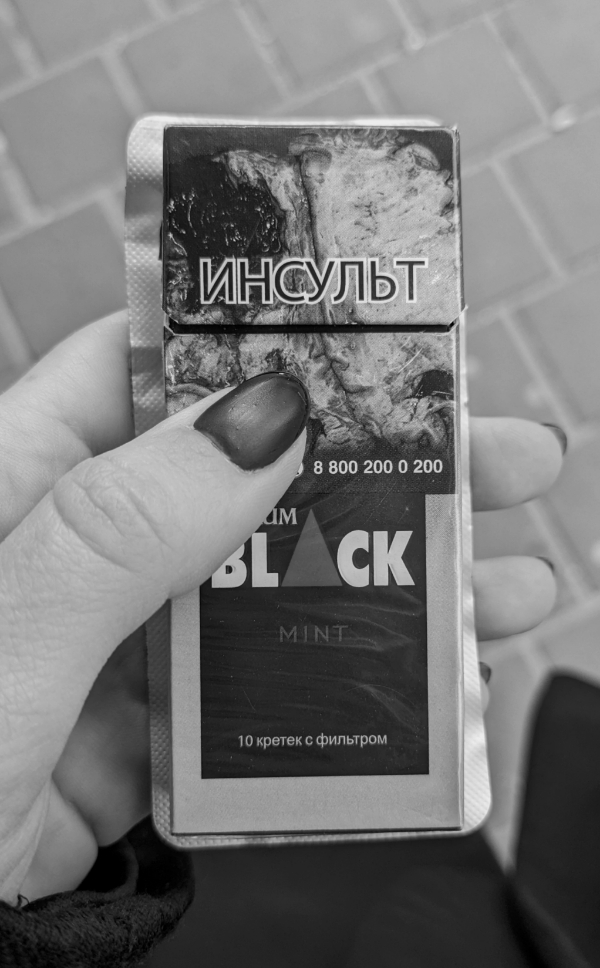 ИНСУЛЬТ
8 800 200 0 200
BLACK
MINT
10 кретек с фильтром